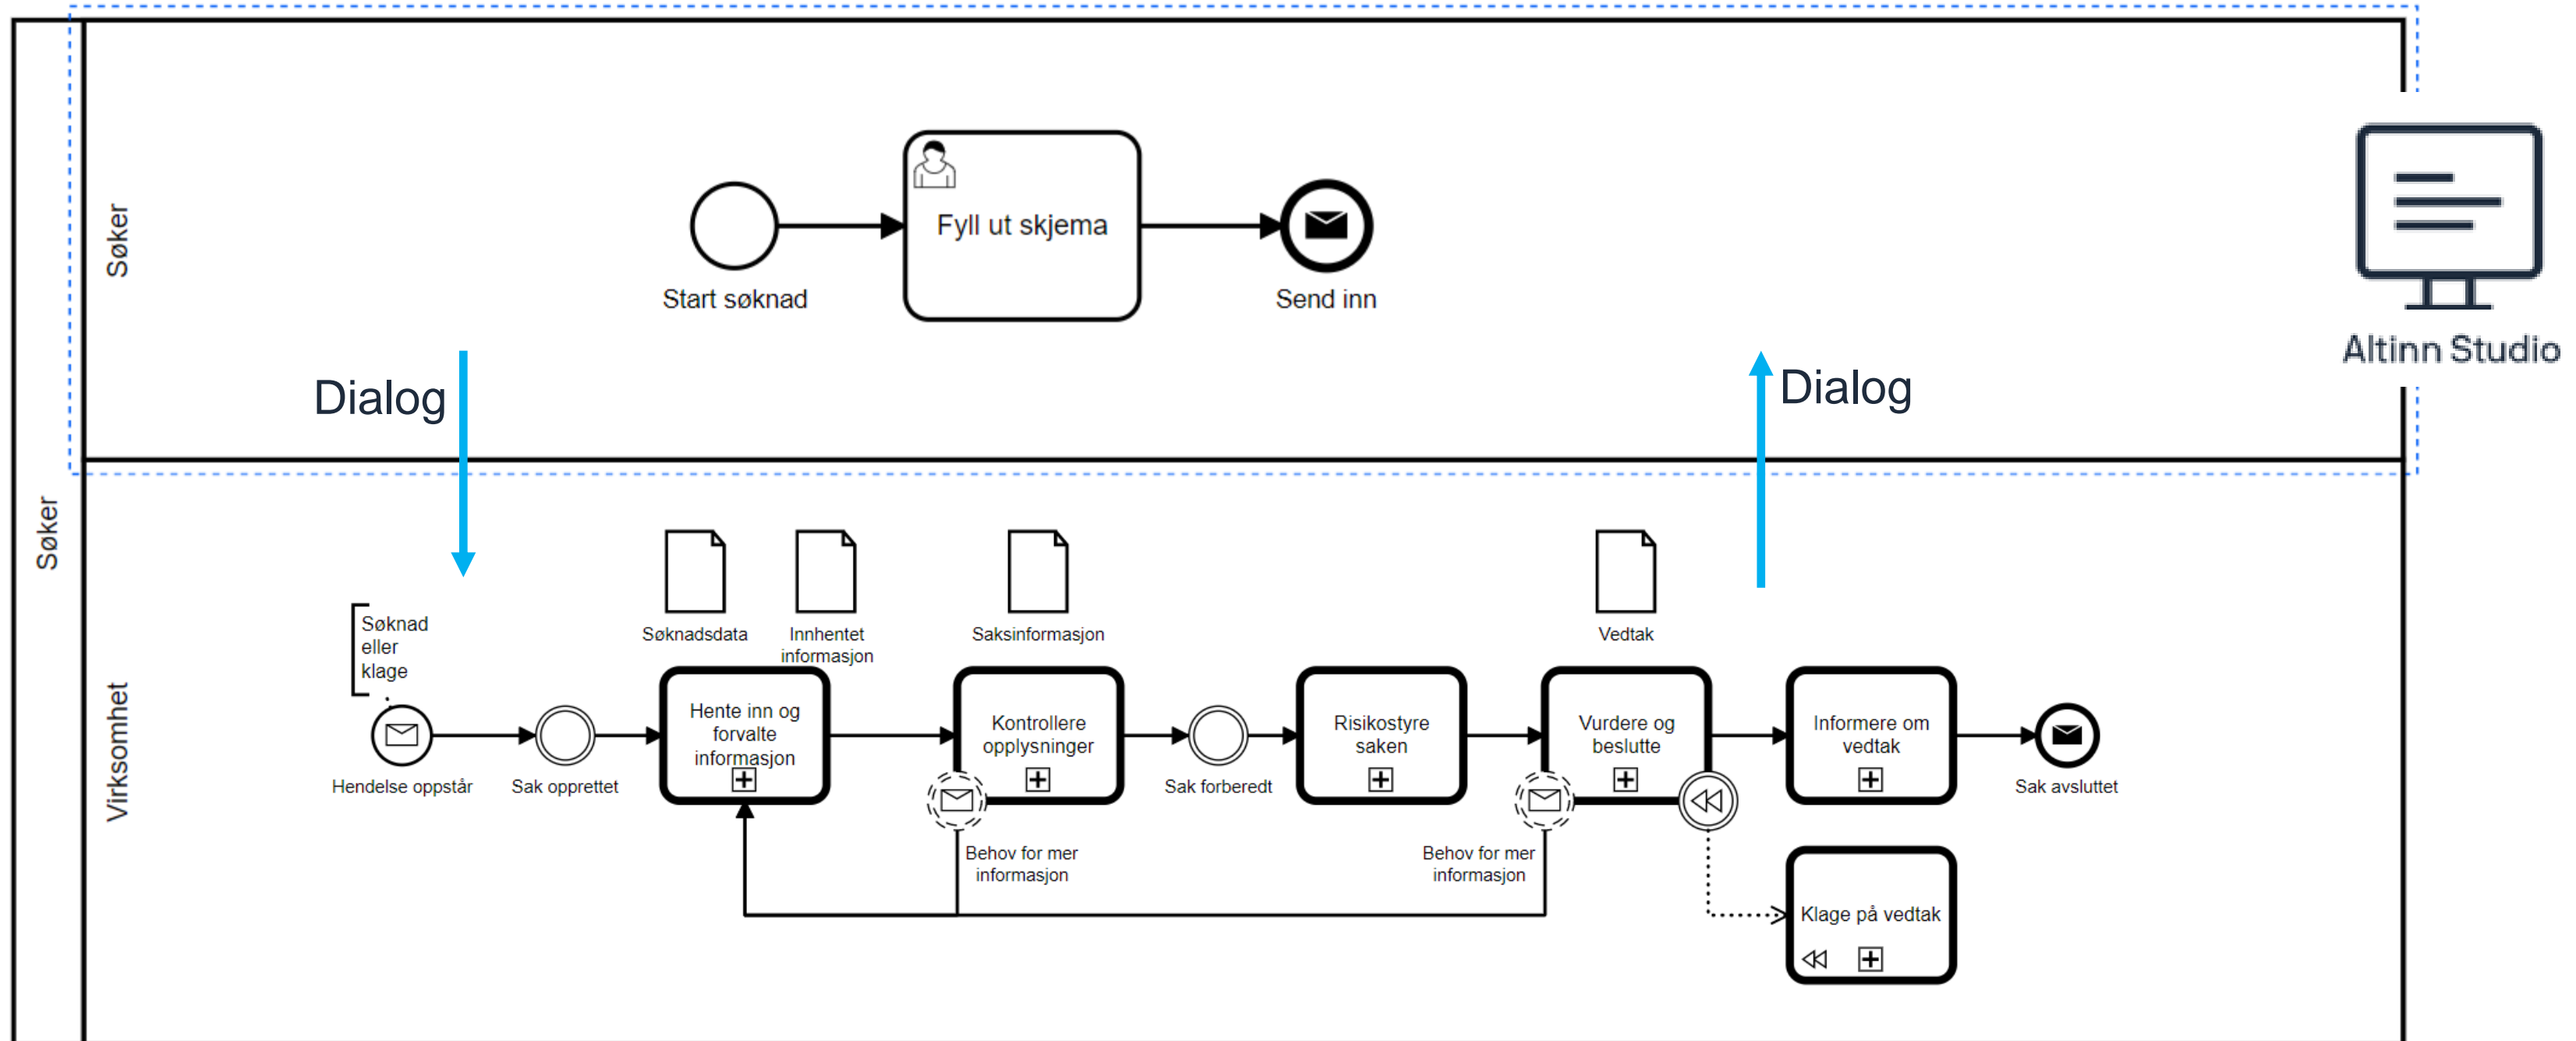 Søker
Søker
Start søknad
Fyll ut skjema
Send inn
Altinn Studio
Dialog
Dialog
Virksomhet
Søknad
eller
klage
Hendelse oppstår
Sak opprettet
Søknadsdata
Innhentet
informasjon
Hente inn og
forvalte
informasjon
Saksinformasjon
Kontrollere
opplysninger
Behov for mer
informasjon
Sak forberedt
Risikostyre
saken
Vedtak
Vurdere og
beslutte
Behov for mer
informasjon
Informere om
vedtak
Klage på vedtak
Sak avsluttet